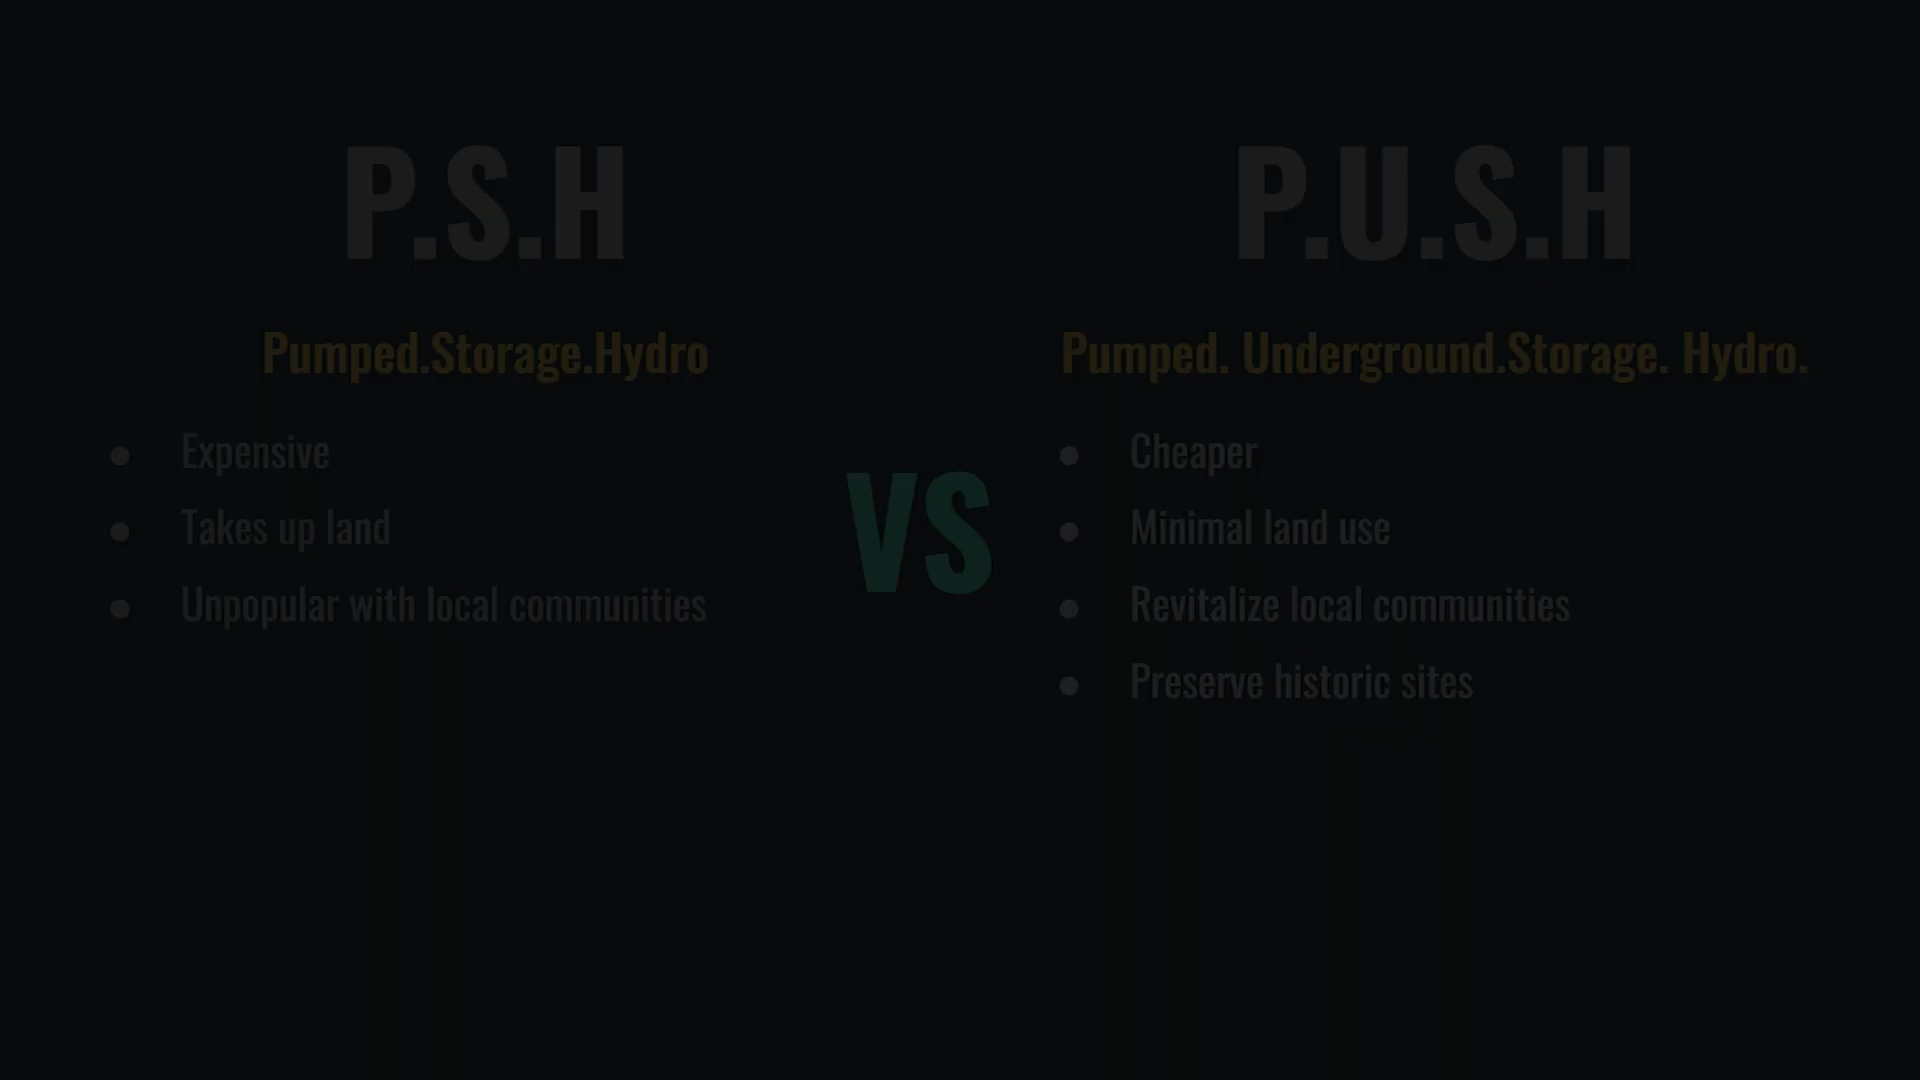 P.S.H
Pumped.Storage.Hydro
● Expensive
● Takes up land
● Unpopular with local communities
VS
P.U.S.H
Pumped. Underground.Storage. Hydro.
● Cheaper
● Minimal land use
● Revitalize local communities
● Preserve historic sites